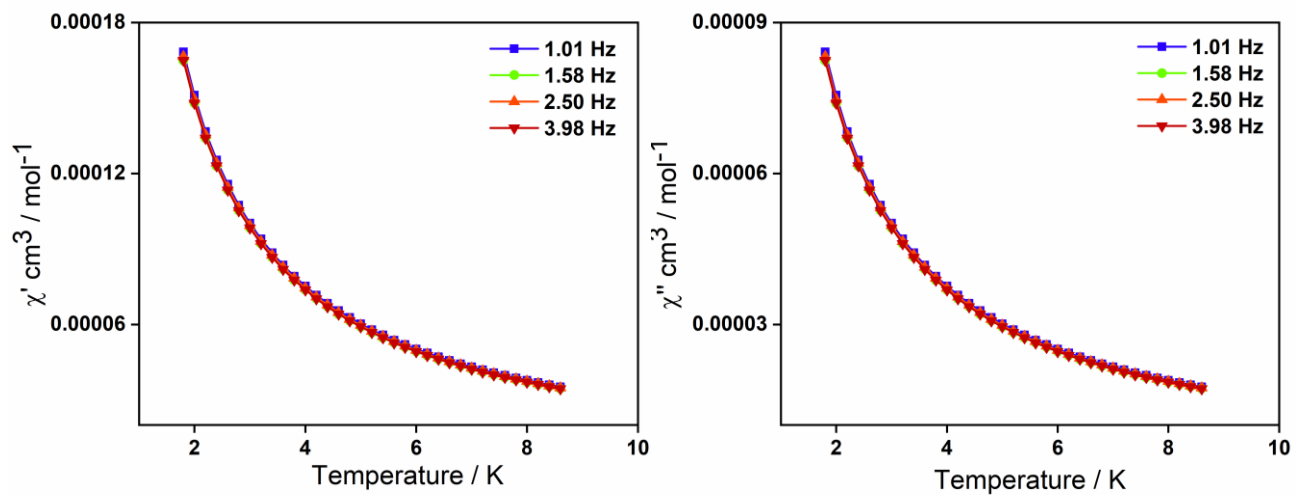 0.00018
0.00012
0.00006
χ' cm³ / mol⁻¹
1.01 Hz
1.58 Hz
2.50 Hz
3.98 Hz
2 4 6 8 10
Temperature / K
0.00009
0.00006
0.00003
χ" cm³ / mol⁻¹
1.01 Hz
1.58 Hz
2.50 Hz
3.98 Hz
2 4 6 8 10
Temperature / K